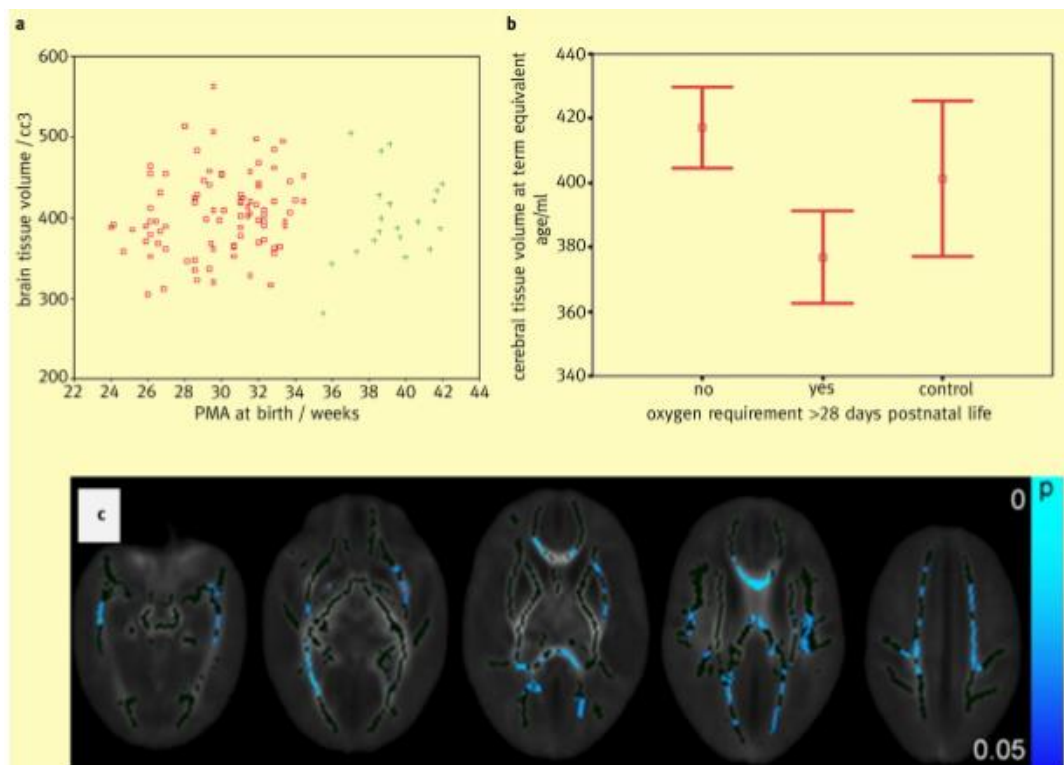 a
600
500
400
300
200
brain tissue volume / cc3
22 24 26 28 30 32 34 36 38 40 42 44
PMA at birth / weeks
b
440
420
400
380
360
340
cerebral tissue volume at term equivalent
age/ml
no yes control
oxygen requirement >28 days postnatal life
c
0
p
0.05